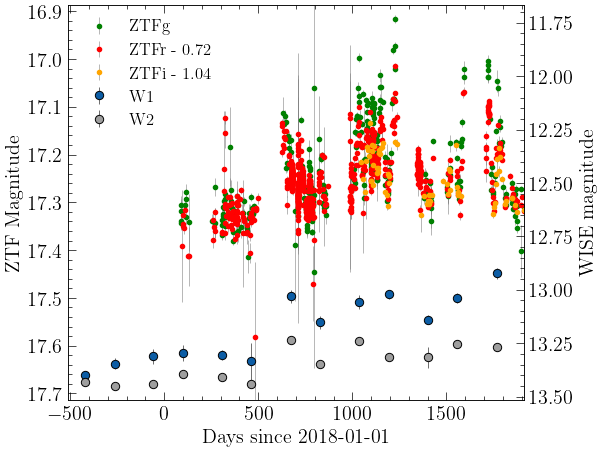 16.9
17.0
17.1
17.2
17.3
17.4
17.5
17.6
17.7
ZTF Magnitude
ZTFg
ZTFr - 0.72
ZTFi - 1.04
W1
W2
11.75
12.00
12.25
12.50
12.75
13.00
13.25
13.50
WISE magnitude
−500
0
500
1000
1500
Days since 2018-01-01